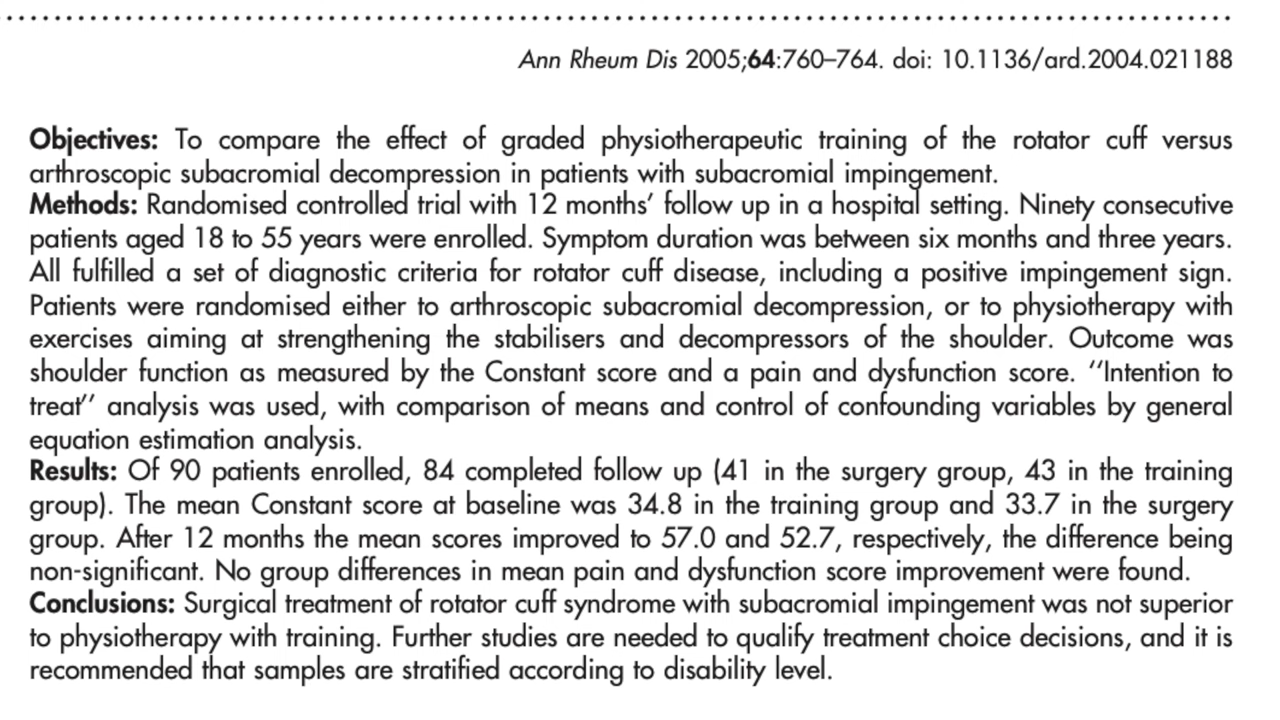 Ann Rheum Dis 2005;64:760–764. doi: 10.1136/ard.2004.021188
Objectives: To compare the effect of graded physiotherapeutic training of the rotator cuff versus
arthroscopic subacromial decompression in patients with subacromial impingement.
Methods: Randomised controlled trial with 12 months’ follow up in a hospital setting. Ninety consecutive
patients aged 18 to 55 years were enrolled. Symptom duration was between six months and three years.
All fulfilled a set of diagnostic criteria for rotator cuff disease, including a positive impingement sign.
Patients were randomised either to arthroscopic subacromial decompression, or to physiotherapy with
exercises aiming at strengthening the stabilisers and decompressors of the shoulder. Outcome was
shoulder function as measured by the Constant score and a pain and dysfunction score. ‘‘Intention to
treat’’ analysis was used, with comparison of means and control of confounding variables by general
equation estimation analysis.
Results: Of 90 patients enrolled, 84 completed follow up (41 in the surgery group, 43 in the training
group). The mean Constant score at baseline was 34.8 in the training group and 33.7 in the surgery
group. After 12 months the mean scores improved to 57.0 and 52.7, respectively, the difference being
non-significant. No group differences in mean pain and dysfunction score improvement were found.
Conclusions: Surgical treatment of rotator cuff syndrome with subacromial impingement was not superior
to physiotherapy with training. Further studies are needed to qualify treatment choice decisions, and it is
recommended that samples are stratified according to disability level.